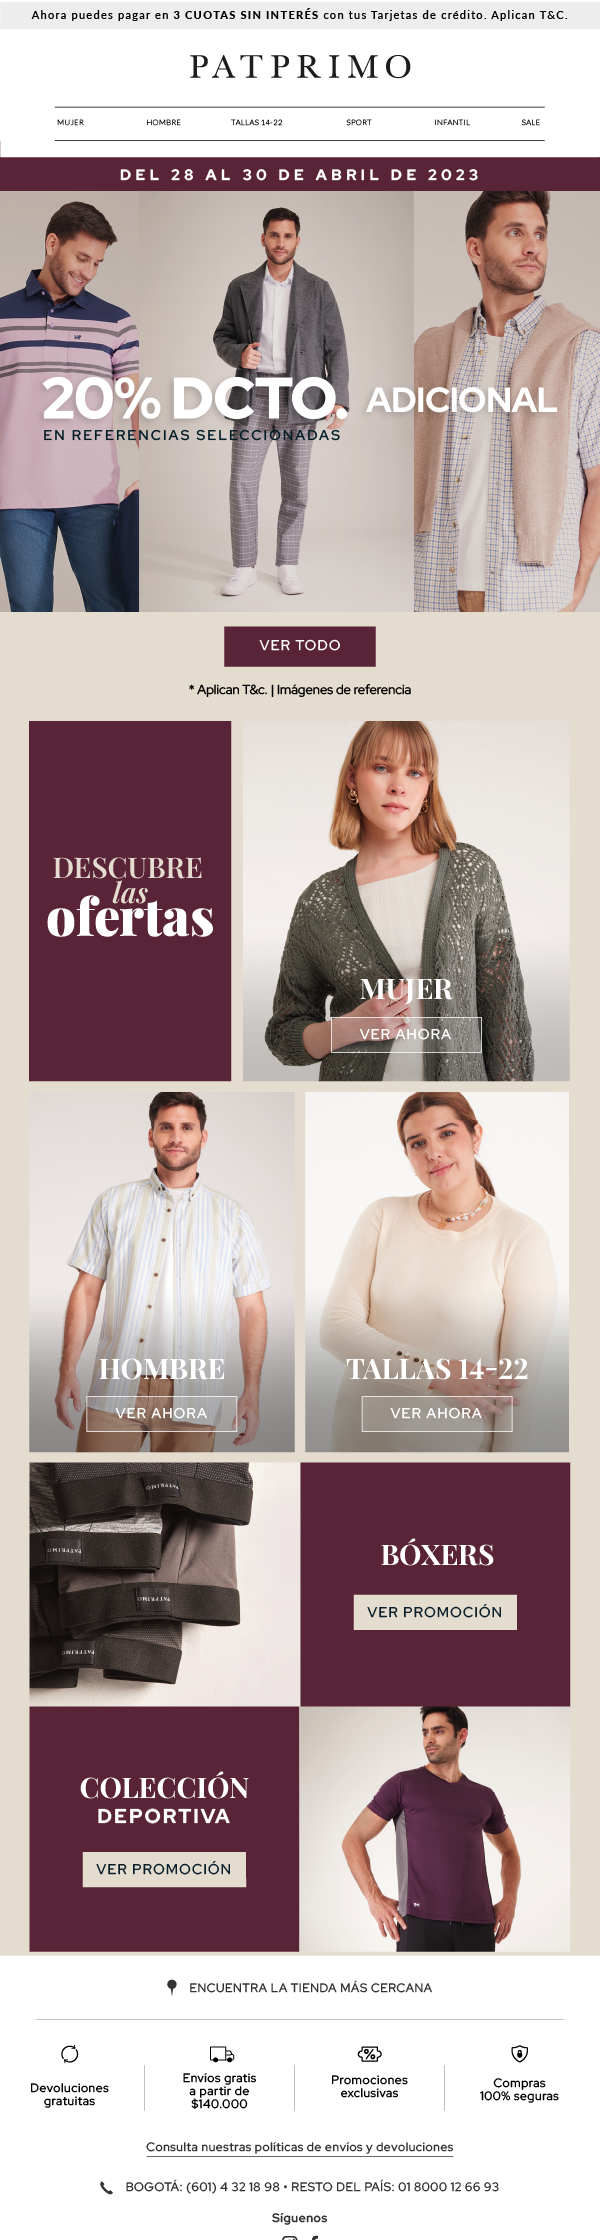 Ahora puedes pagar en 3 CUOTAS SIN INTERÉS con tus Tarjetas de crédito. Aplican T&C.
PATPRIMO
MUJER HOMBRE TALLAS 14-22 SPORT INFANTIL SALE
DEL 28 AL 30 DE ABRIL DE 2023
20% DCTO. ADICIONAL
EN REFERENCIAS SELECCIONADAS
VER TODO
* Aplican T&c. | Imágenes de referencia
DESCUBRE
las
ofertas
MUJER
VER AHORA
HOMBRE
VER AHORA
TALLAS 14-22
VER AHORA
PATPRIMO
PATPRIMO
PATPRIMO
PATPRIMO
BÓXERS
VER PROMOCIÓN
COLECCIÓN
DEPORTIVA
VER PROMOCIÓN
ENCUENTRA LA TIENDA MÁS CERCANA
Devoluciones
gratuitas
Envíos gratis
a partir de
$140.000
Promociones
exclusivas
Compras
100% seguras
Consulta nuestras políticas de envíos y devoluciones
BOGOTÁ: (601) 4 32 18 98 • RESTO DEL PAÍS: 01 8000 12 66 93
Síguenos